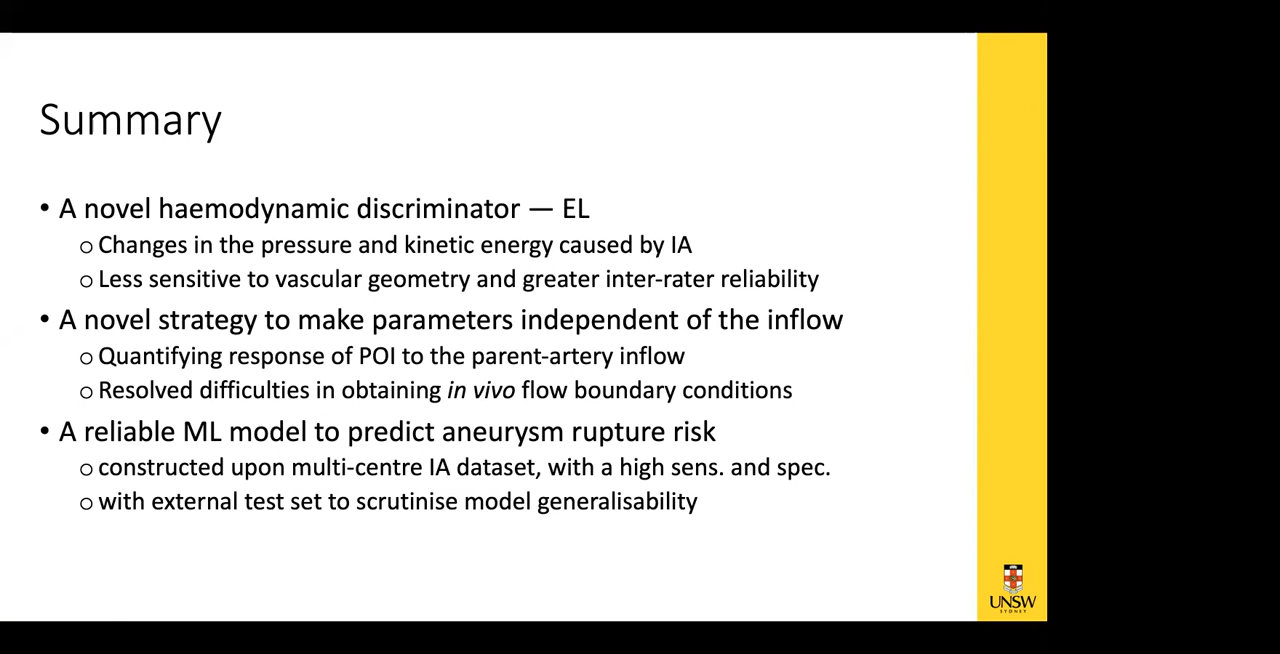 Summary
• A novel haemodynamic discriminator — EL
o Changes in the pressure and kinetic energy caused by IA
o Less sensitive to vascular geometry and greater inter-rater reliability
• A novel strategy to make parameters independent of the inflow
o Quantifying response of POI to the parent-artery inflow
o Resolved difficulties in obtaining in vivo flow boundary conditions
• A reliable ML model to predict aneurysm rupture risk
o constructed upon multi-centre IA dataset, with a high sens. and spec.
o with external test set to scrutinise model generalisability
UNSW
SYDNEY